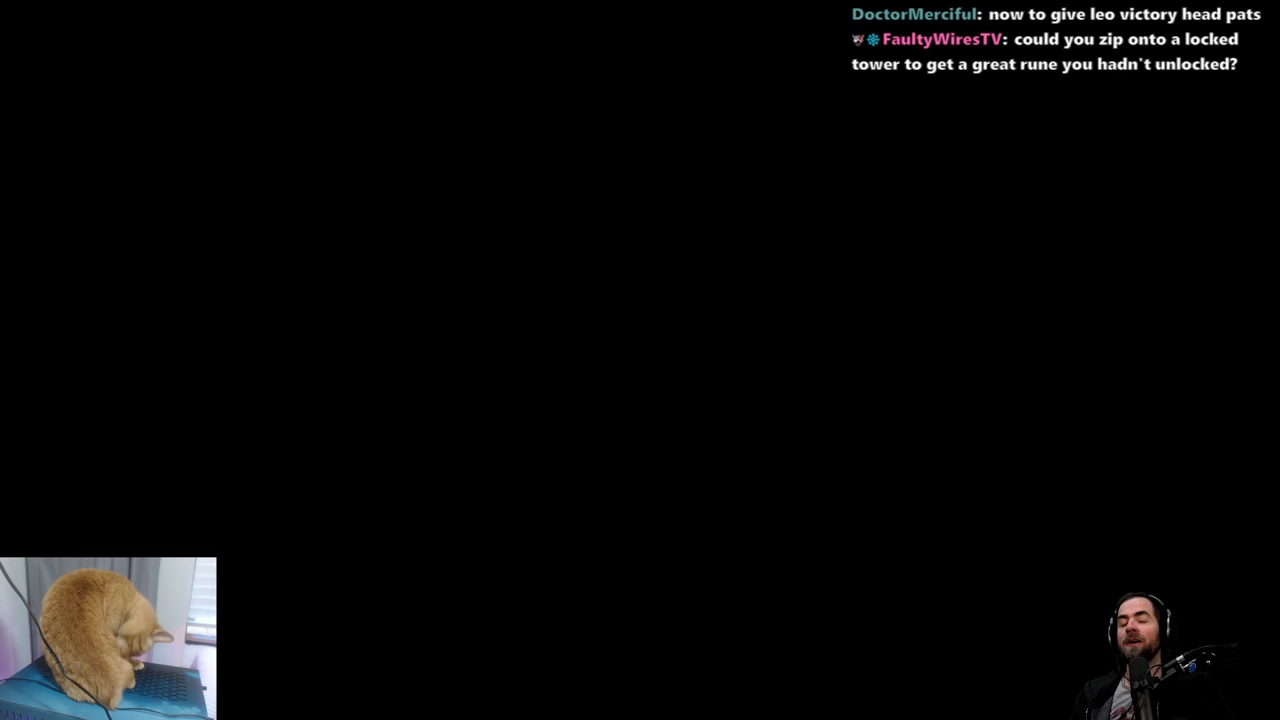 DoctorMerciful: now to give leo victory head pats
FaultyWiresTV: could you zip onto a locked
tower to get a great rune you hadn't unlocked?